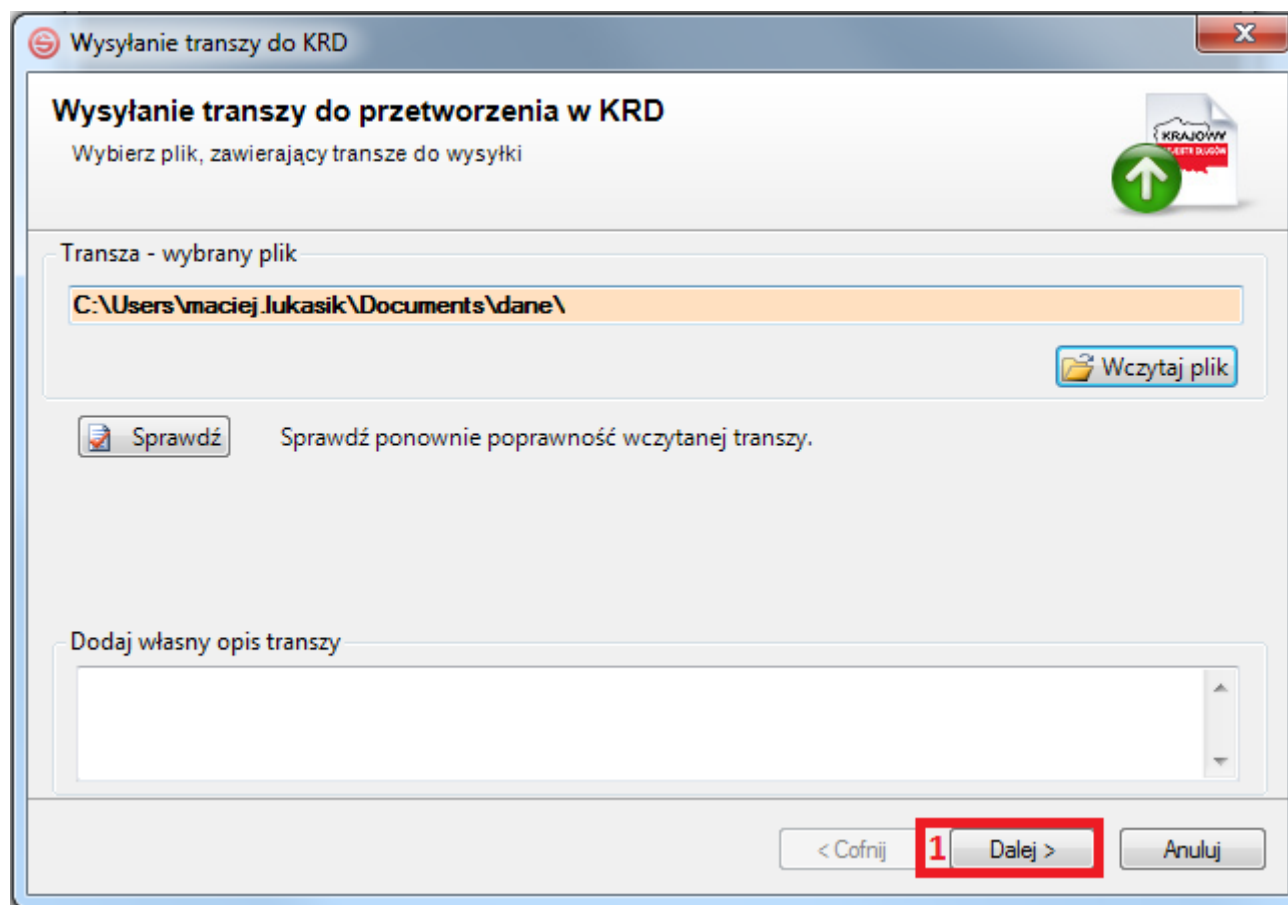 Wysyłanie transzy do KRD
Wysyłanie transzy do przetworzenia w KRD
Wybierz plik, zawierający transze do wysyłki
KRAJOWY
REJESTR DŁUGÓW
Transza - wybrany plik
C:\Users\maciej.lukasik\Documents\dane\
Wczytaj plik
Sprawdź Sprawdź ponownie poprawność wczytanej transzy.
Dodaj własny opis transzy
< Cofnij 1 Dalej > Anuluj